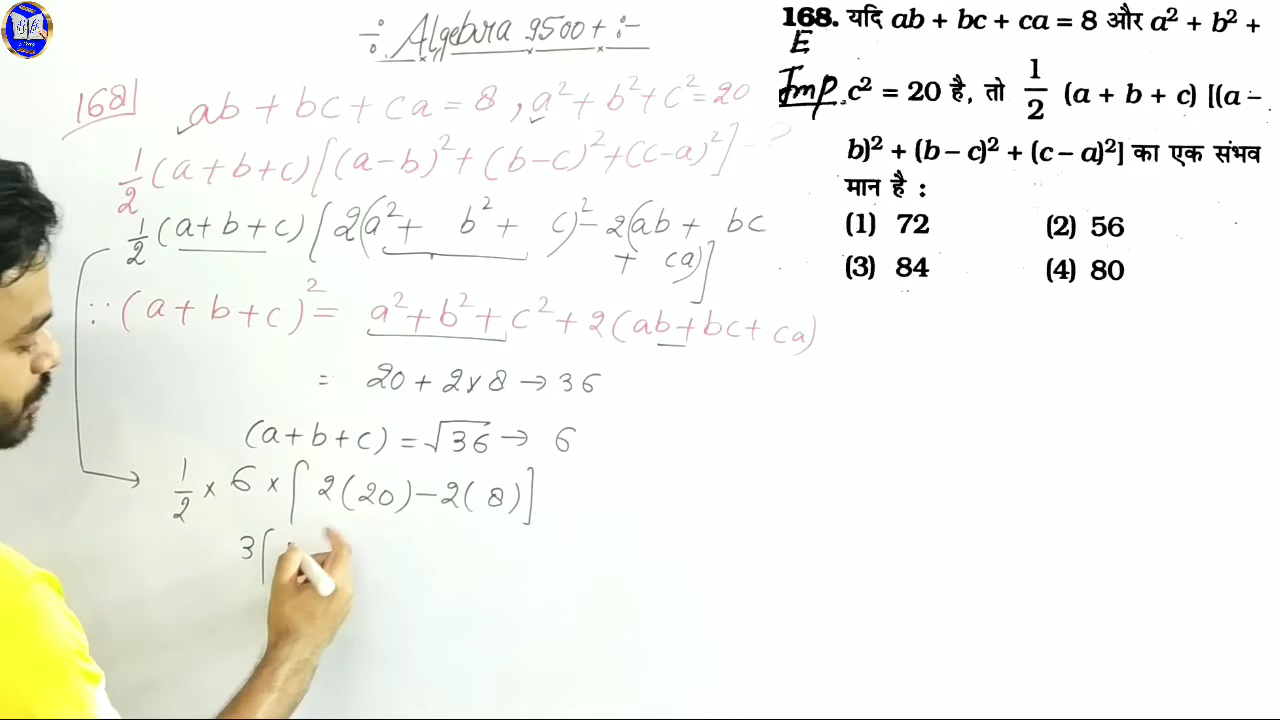 ÷ Algebra 9500+ :-
168] ab + bc + ca = 8 , a² + b² + c² = 20
1/2 (a + b + c) [(a-b)² + (b-c)² + (c-a)²] - ?
1/2 (a+b+c) [2(a² + b² + c)² - 2(ab + bc
+ ca)]
∵ (a + b + c)² = a² + b² + c² + 2(ab + bc + ca)
= 20 + 2×8 → 36
(a+b+c) = √36 → 6
1/2 × 6 × [2(20) - 2(8)]
3[
168. यदि ab + bc + ca = 8 और a² + b² +
E
Imp. c² = 20 है, तो 1/2 (a + b + c) [(a –
b)² + (b – c)² + (c – a)²] का एक संभव
मान है :
(1) 72 (2) 56
(3) 84 (4) 80